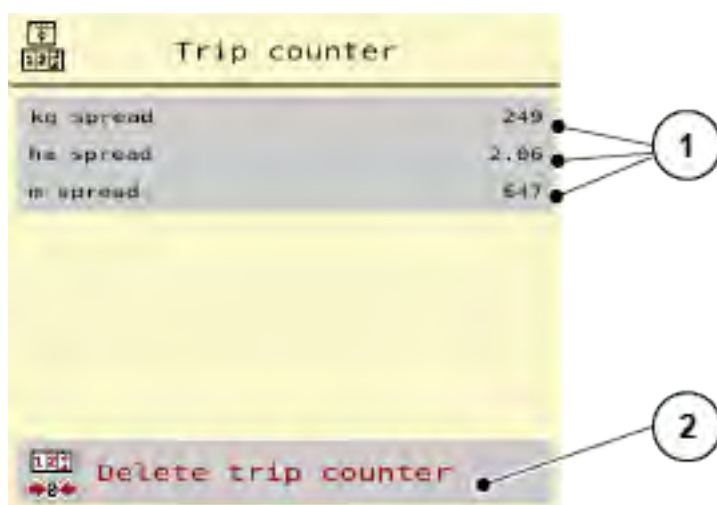 Trip counter
kg spread 249
ha spread 2.06
m spread 647
1
2
Delete trip counter